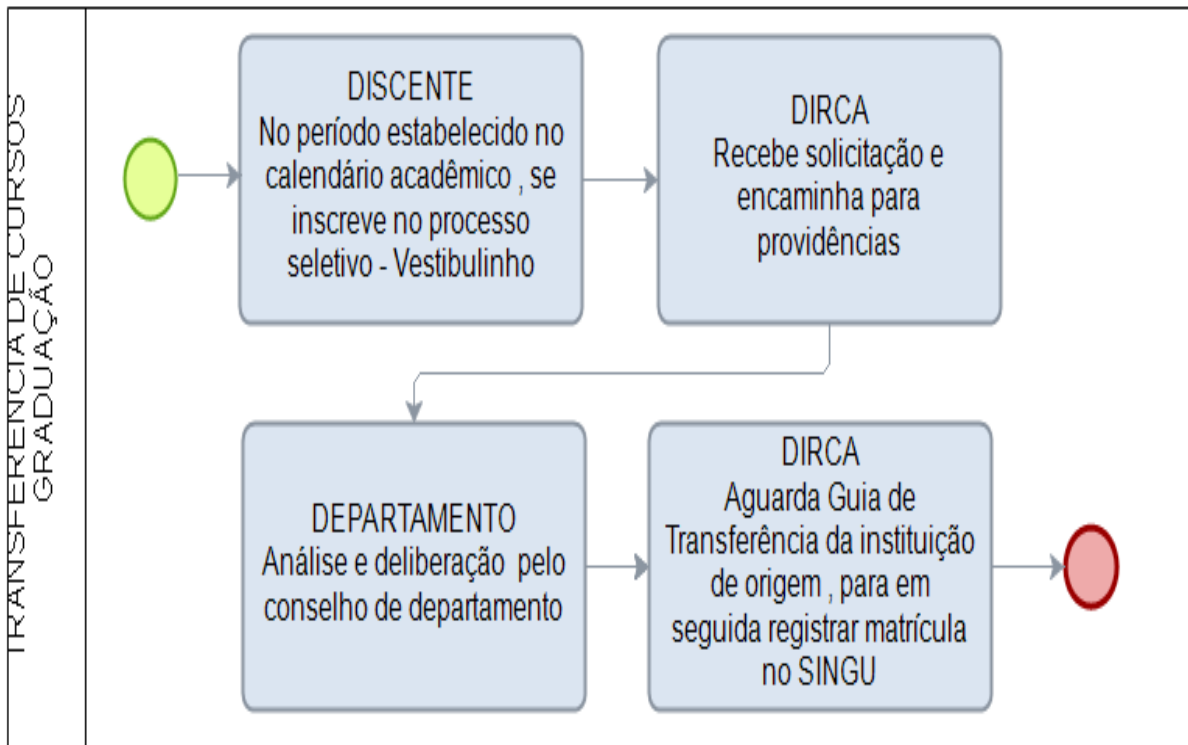 TRANSFERENCIA DE CURSOS
GRADUAÇÃO
DISCENTE
No período estabelecido no
calendário acadêmico , se
inscreve no processo
seletivo - Vestibulinho
DIRCA
Recebe solicitação e
encaminha para
providências
DEPARTAMENTO
Análise e deliberação pelo
conselho de departamento
DIRCA
Aguarda Guia de
Transferência da instituição
de origem , para em
seguida registrar matrícula
no SINGU